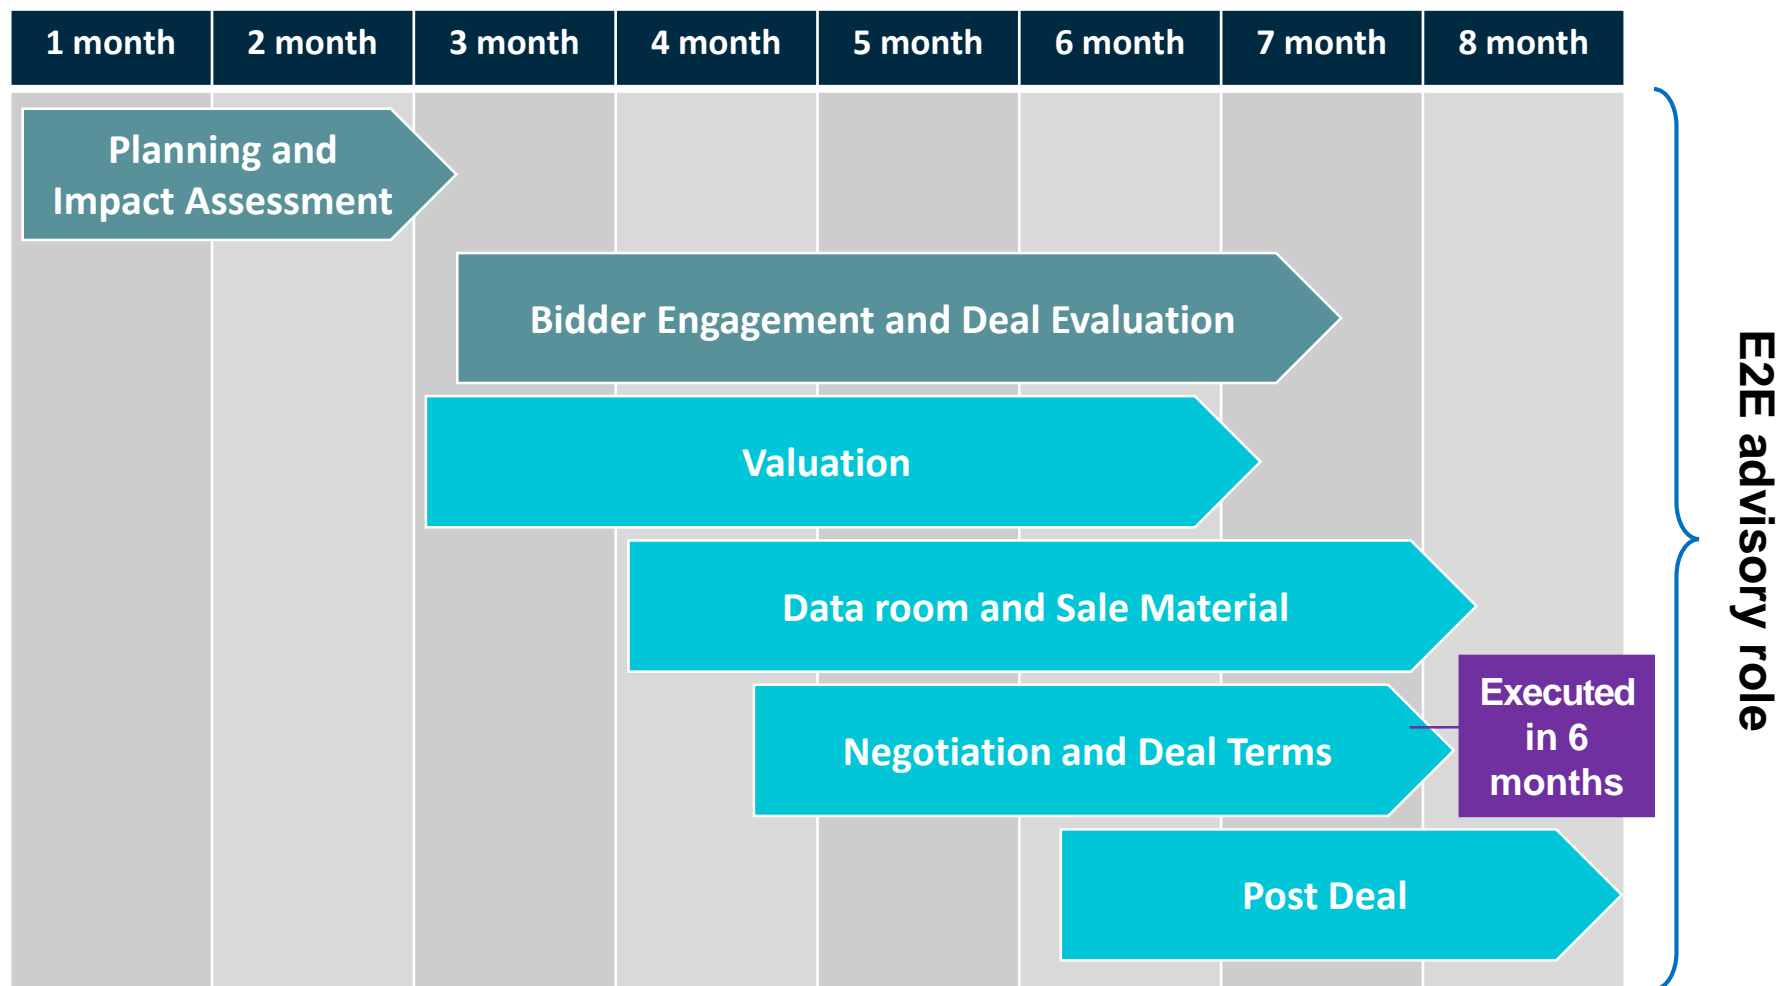 1 month 2 month 3 month 4 month 5 month 6 month 7 month 8 month
Planning and
Impact Assessment
Bidder Engagement and Deal Evaluation
Valuation
Data room and Sale Material
Negotiation and Deal Terms
Executed
in 6
months
Post Deal
E2E advisory role